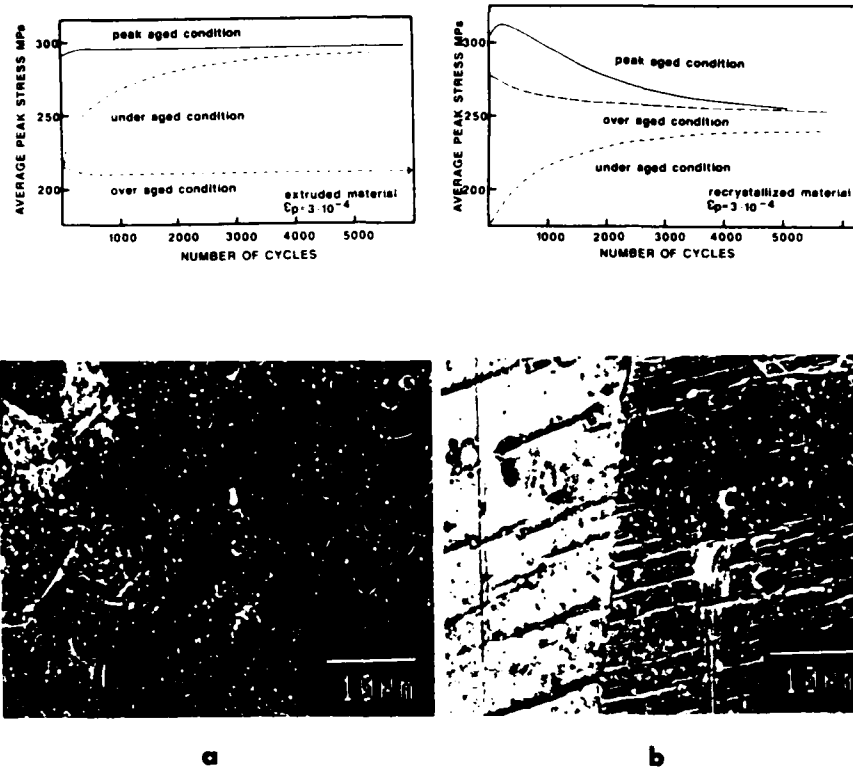 AVERAGE PEAK STRESS MPs
300
250
200
peak aged condition
under aged condition
over aged condition
extruded material
εp=3·10⁻⁴
1000 2000 3000 4000 5000
NUMBER OF CYCLES
AVERAGE PEAK STRESS MPs
300
250
200
peak aged condition
over aged condition
under aged condition
recrystallized material
εp=3·10⁻⁴
1000 2000 3000 4000 5000
NUMBER OF CYCLES
a
b